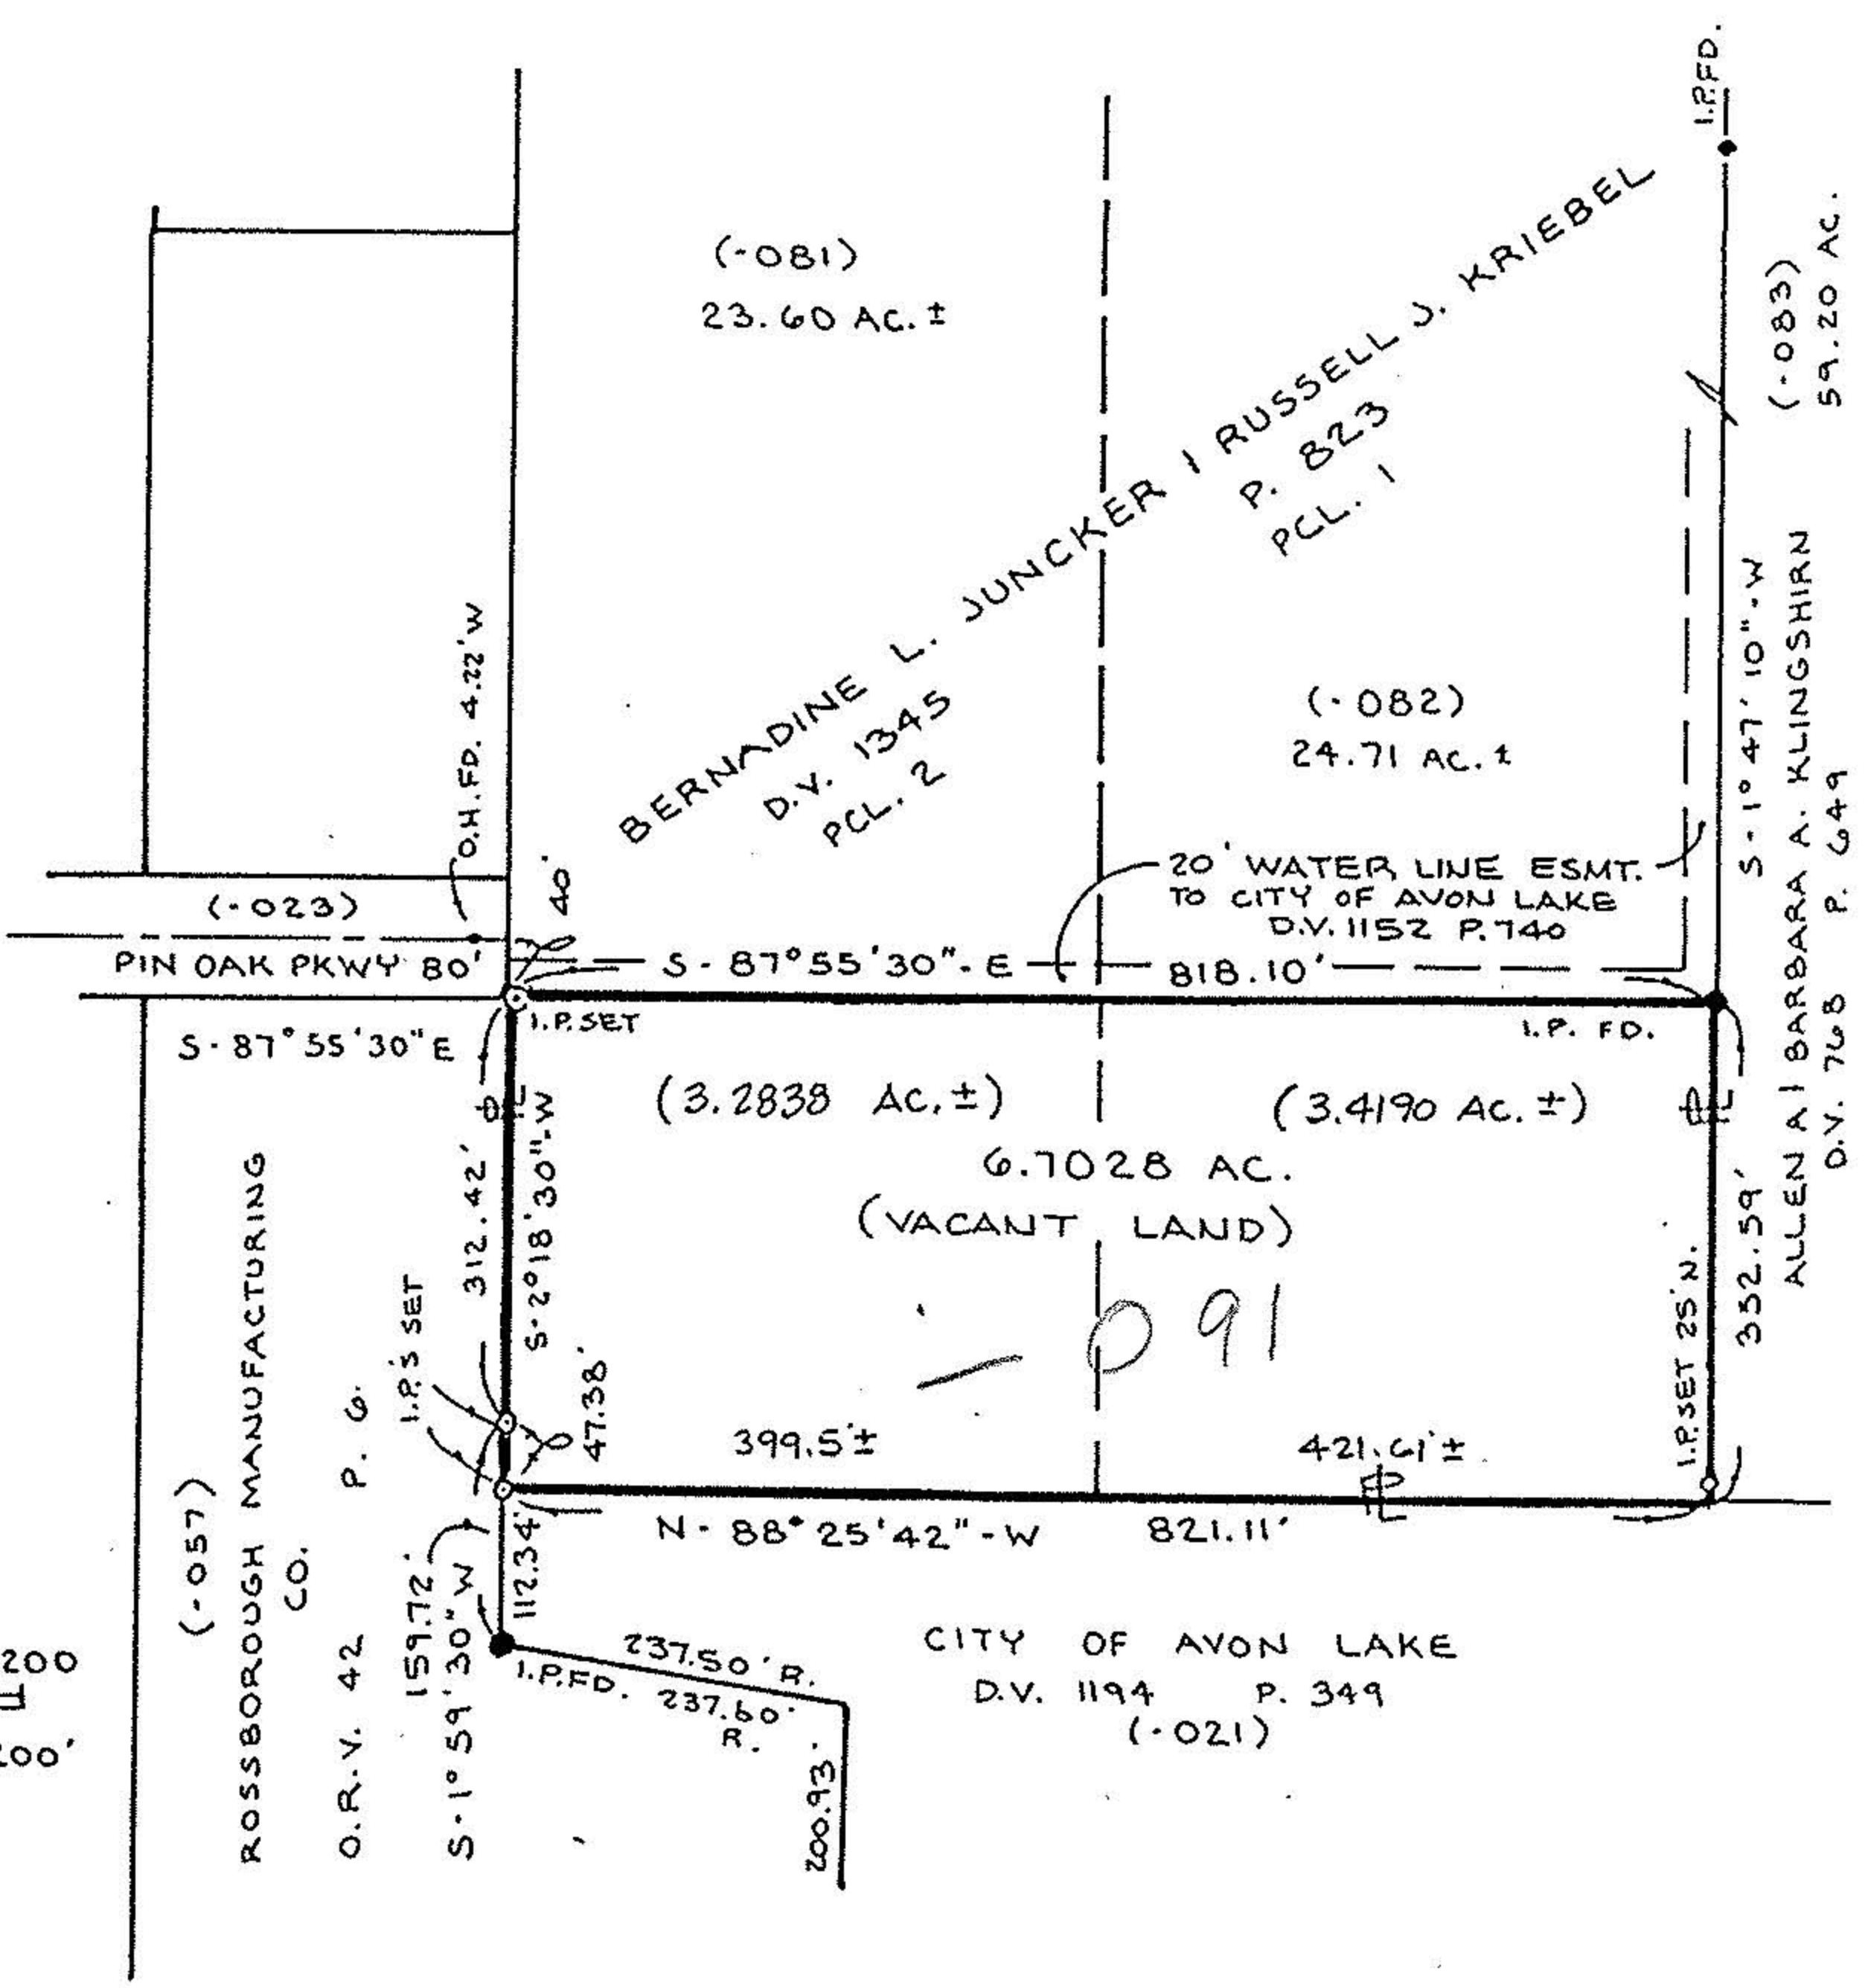 I.P.FD.
(-081)
23.60 AC. ±
BERNADINE L. JUNCKER / RUSSELL J. KRIEBEL
D.V. 1345 P. 823
PCL. 2 PCL. 1
(-083)
59.20 AC.
O.H.FD. 4.22'W
(-082)
24.71 AC. ±
S-1°47'10"-W
ALLEN A / BARBARA A. KLINGSHIRN
D.V. 768 P. 649
20' WATER LINE ESMT.
TO CITY OF AVON LAKE
D.V. 1152 P. 740
(-023)
40'
PIN OAK PKWY 80'
S-87°55'30"-E 818.10'
I.P.SET
I.P. FD.
S-87°55'30"E
(3.2838 AC.±)
(3.4190 AC.±)
6.7028 AC.
(VACANT LAND)
312.42'
S-2°18'30"-W
332.59'
I.P.SET .25'N.
-091
I.P.'S SET
47.38'
399.5'±
421.61'±
N-88°25'42"-W 821.11'
(-057)
ROSSBOROUGH MANUFACTURING
CO.
O.R.V. 42 P. 6.
159.72'
S-1°59'30"W
112.34'
I.P.FD.
237.50' R.
237.60'
R.
200.93'
CITY OF AVON LAKE
D.V. 1194 P. 349
(-021)
200
00'